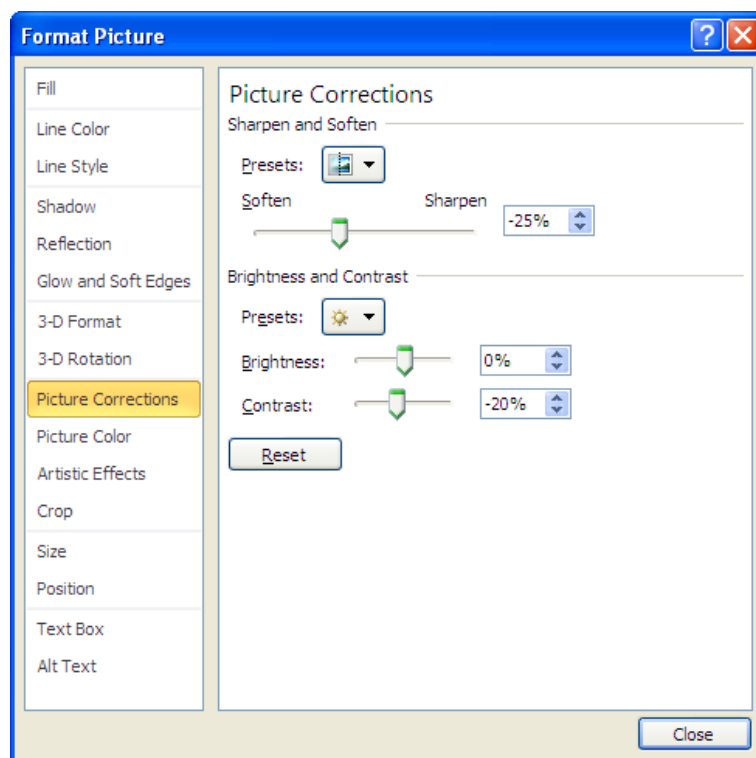 Format Picture
Fill
Line Color
Line Style
Shadow
Reflection
Glow and Soft Edges
3-D Format
3-D Rotation
Picture Corrections
Picture Color
Artistic Effects
Crop
Size
Position
Text Box
Alt Text
Picture Corrections
Sharpen and Soften
Presets:
Soften Sharpen
-25%
Brightness and Contrast
Presets:
Brightness: 0%
Contrast: -20%
Reset
Close